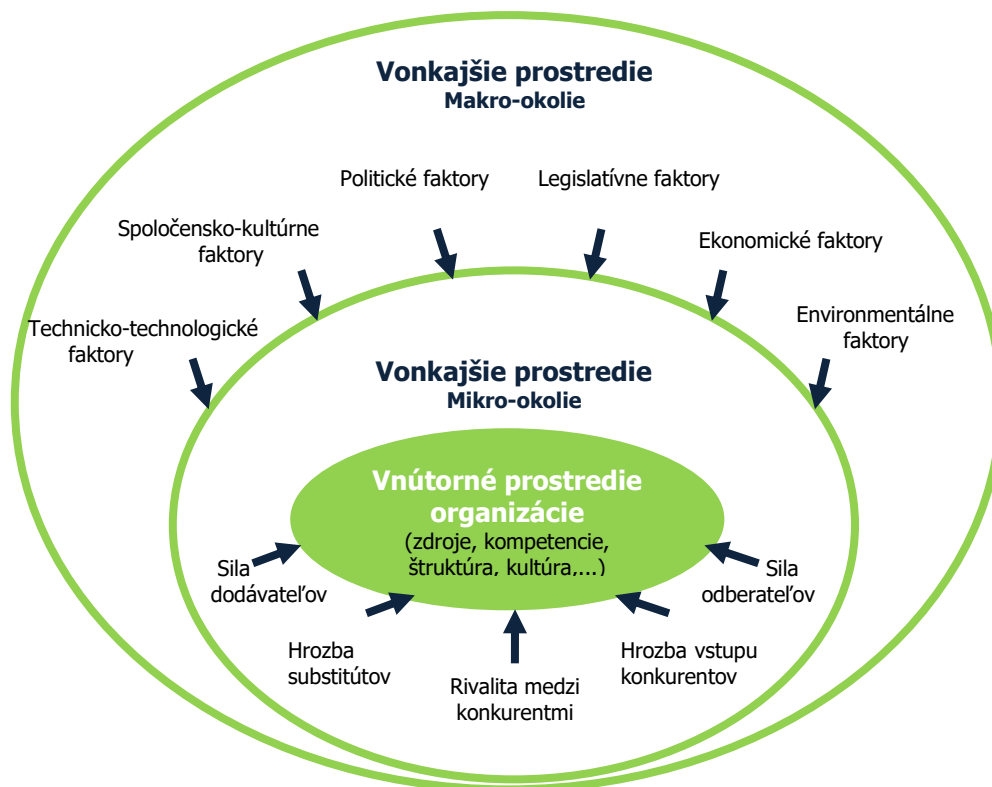 Vonkajšie prostredie
Makro-okolie
Politické faktory
Legislatívne faktory
Spoločensko-kultúrne
faktory
Ekonomické faktory
Technicko-technologické
faktory
Environmentálne
faktory
Vonkajšie prostredie
Mikro-okolie
Vnútorné prostredie
organizácie
(zdroje, kompetencie,
štruktúra, kultúra,...)
Sila
dodávateľov
Sila
odberateľov
Hrozba
substitútov
Rivalita medzi
konkurentmi
Hrozba vstupu
konkurentov